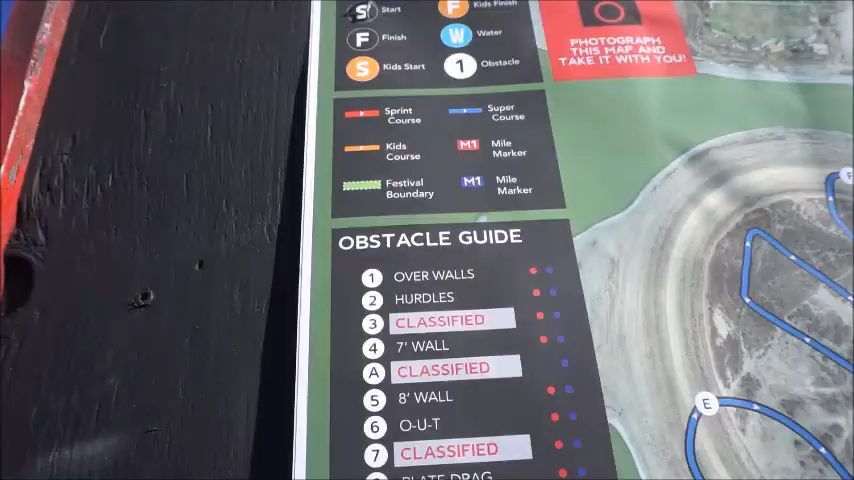 S Start
F Kids Finish
F Finish
W Water
S Kids Start
1 Obstacle
PHOTOGRAPH
THIS MAP AND
TAKE IT WITH YOU!
Sprint
Course
Super
Course
Kids
Course
M1 Mile
Marker
Festival
Boundary
M1 Mile
Marker
OBSTACLE GUIDE
1 OVER WALLS
2 HURDLES
3 CLASSIFIED
4 7' WALL
A CLASSIFIED
5 8' WALL
6 O-U-T
7 CLASSIFIED
PLATE DRAG
E